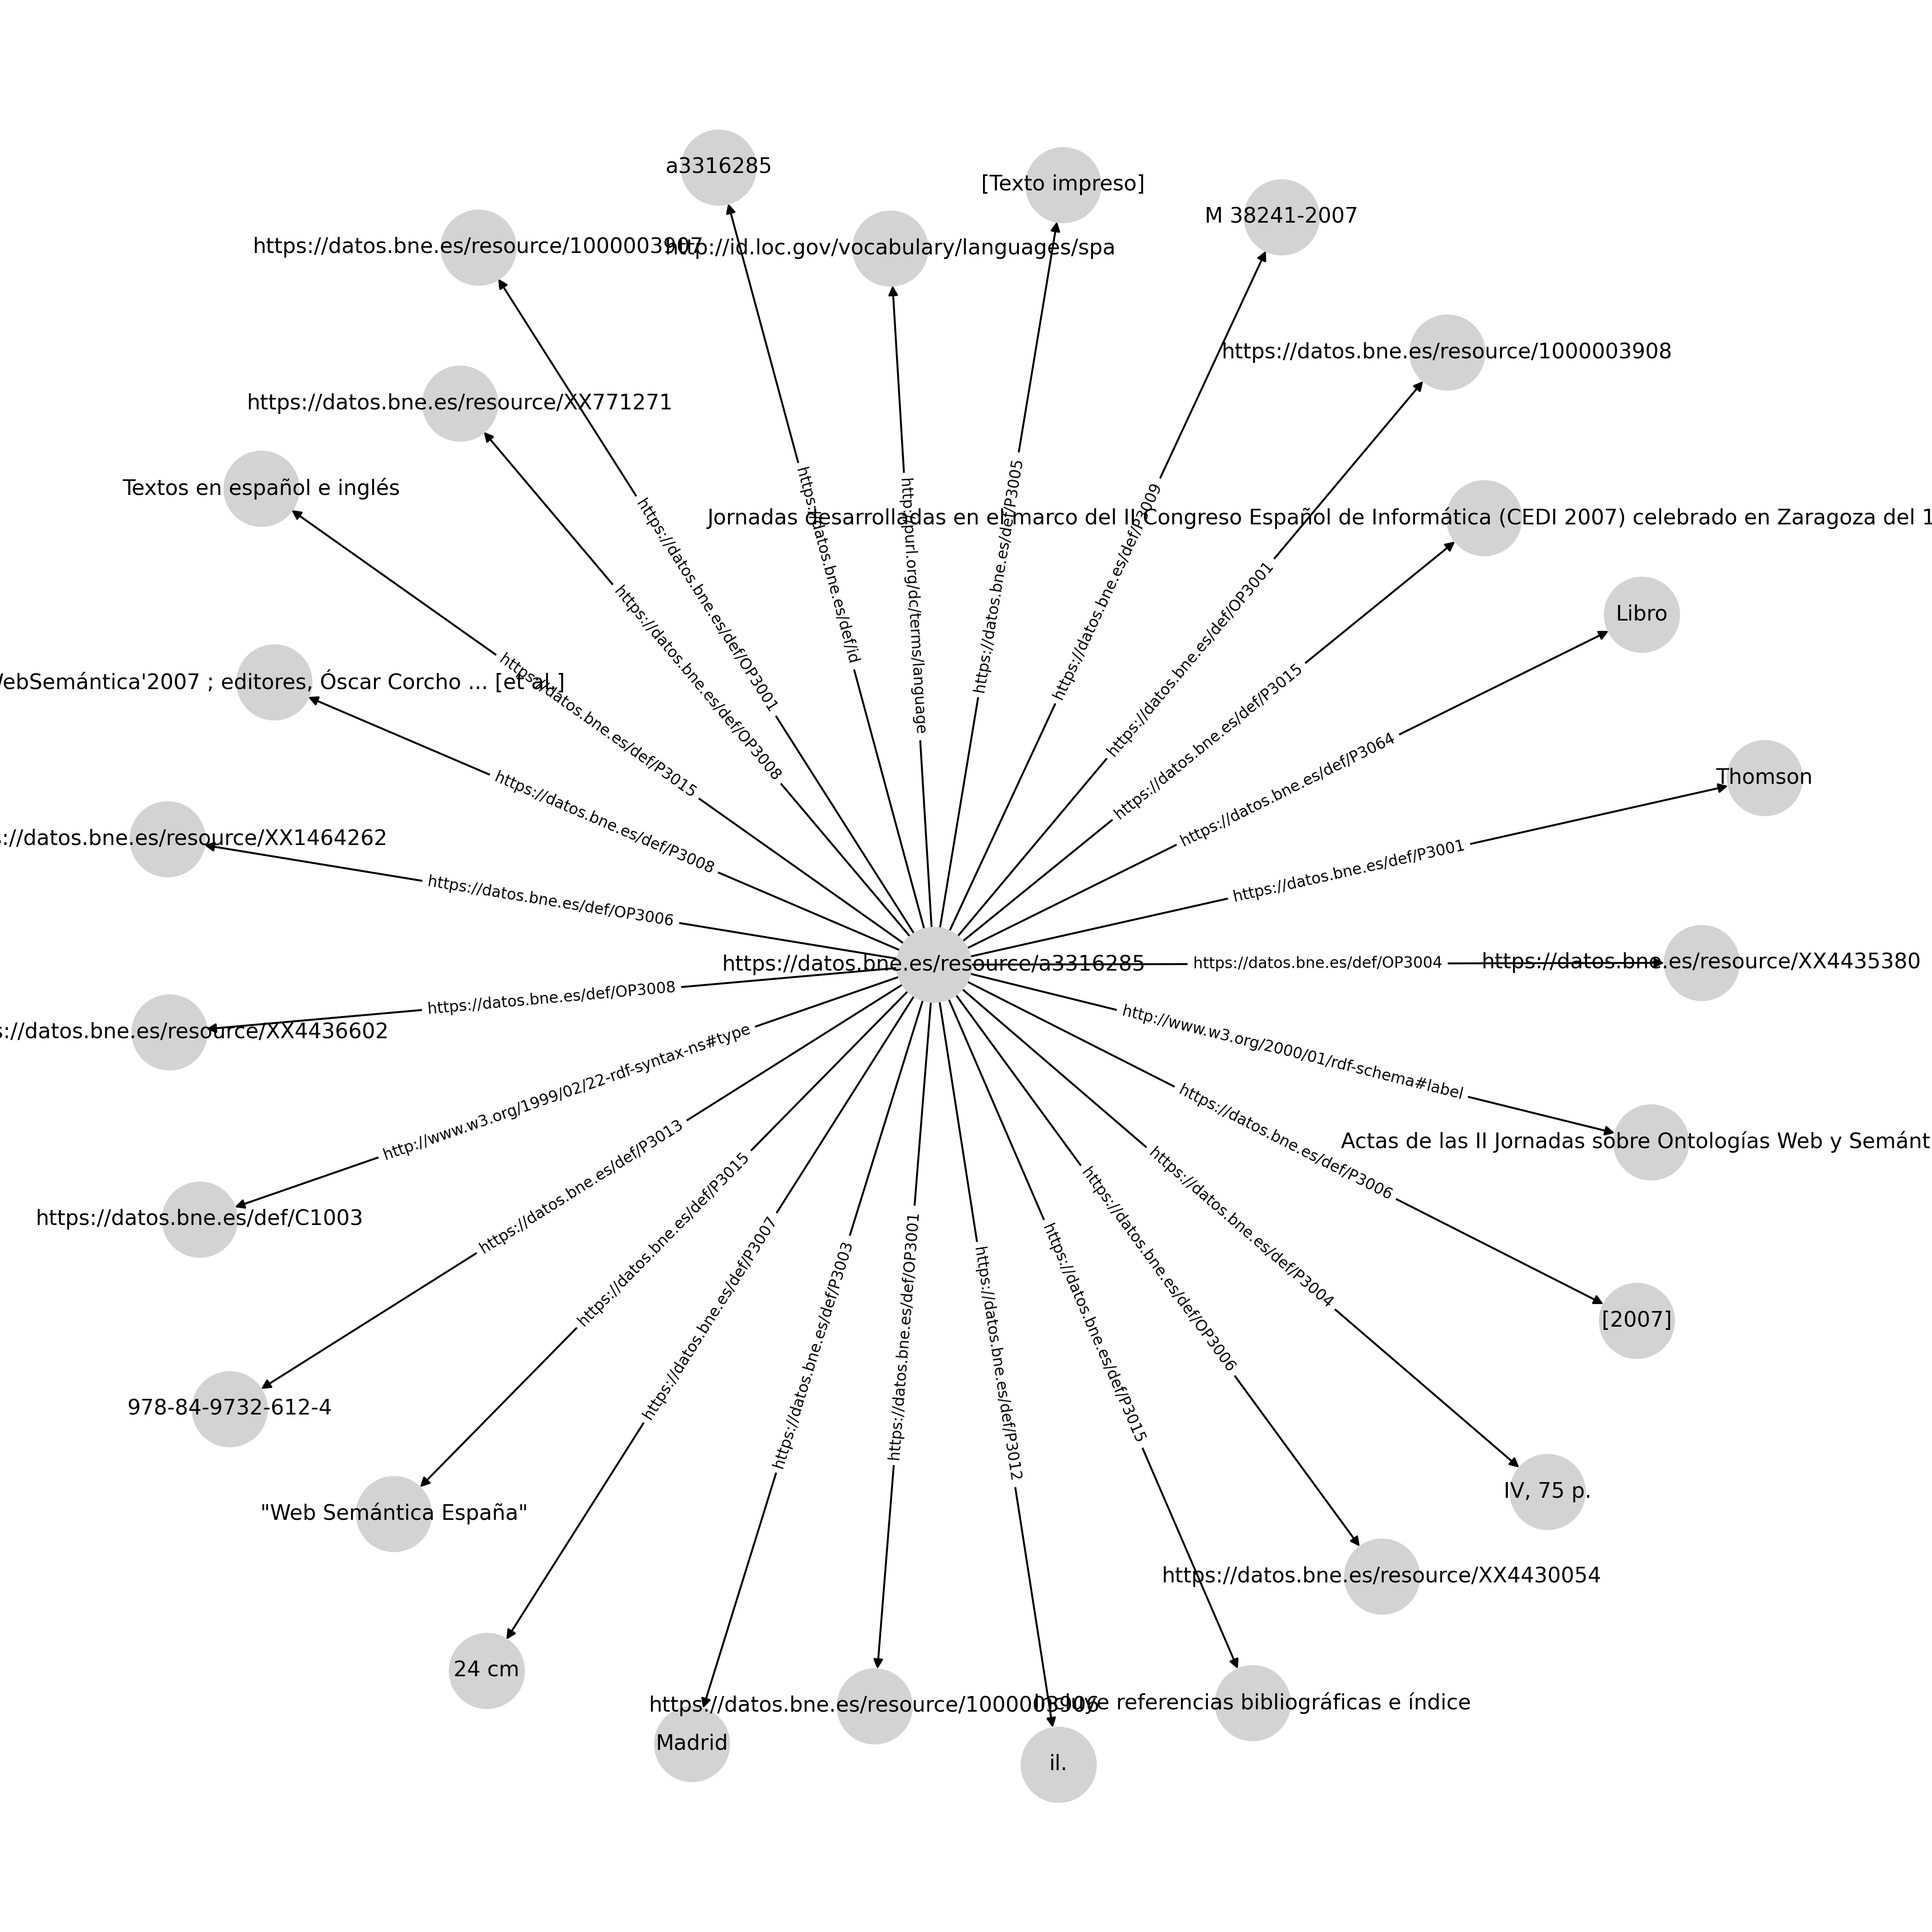 a3316285
[Texto impreso]
M 38241-2007
https://datos.bne.es/resource/1000003907
http://id.loc.gov/vocabulary/languages/spa
https://datos.bne.es/resource/1000003908
https://datos.bne.es/resource/XX771271
Textos en español e inglés
Jornadas desarrolladas en el marco del II Congreso Español de Informática (CEDI 2007) celebrado en Zaragoza del 1
Libro
WebSemántica'2007 ; editores, Óscar Corcho ... [et al.]
Thomson
https://datos.bne.es/def/id
http://purl.org/dc/terms/language
https://datos.bne.es/def/P3005
https://datos.bne.es/def/P3009
https://datos.bne.es/def/OP3001
https://datos.bne.es/def/OP3001
https://datos.bne.es/def/OP3008
https://datos.bne.es/def/P3015
https://datos.bne.es/def/P3015
https://datos.bne.es/def/P3064
https://datos.bne.es/def/P3008
https://datos.bne.es/def/P3001
s://datos.bne.es/resource/XX1464262
https://datos.bne.es/def/OP3006
https://datos.bne.es/resource/a3316285
https://datos.bne.es/def/OP3004
https://datos.bne.es/resource/XX4435380
https://datos.bne.es/def/OP3008
s://datos.bne.es/resource/XX4436602
http://www.w3.org/1999/02/22-rdf-syntax-ns#type
http://www.w3.org/2000/01/rdf-schema#label
Actas de las II Jornadas sobre Ontologías Web y Semánt
https://datos.bne.es/def/C1003
https://datos.bne.es/def/P3013
https://datos.bne.es/def/P3006
https://datos.bne.es/def/P3015
https://datos.bne.es/def/P3007
https://datos.bne.es/def/P3003
https://datos.bne.es/def/OP3001
https://datos.bne.es/def/P3012
https://datos.bne.es/def/P3015
https://datos.bne.es/def/OP3006
https://datos.bne.es/def/P3004
[2007]
978-84-9732-612-4
IV, 75 p.
"Web Semántica España"
https://datos.bne.es/resource/XX4430054
24 cm
https://datos.bne.es/resource/1000003906
Incluye referencias bibliográficas e índice
Madrid
il.